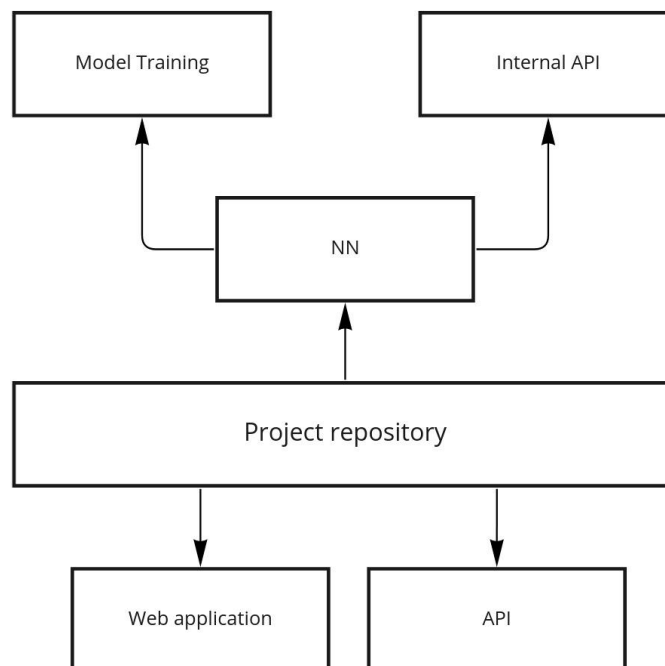 Model Training
Internal API
NN
Project repository
Web application
API